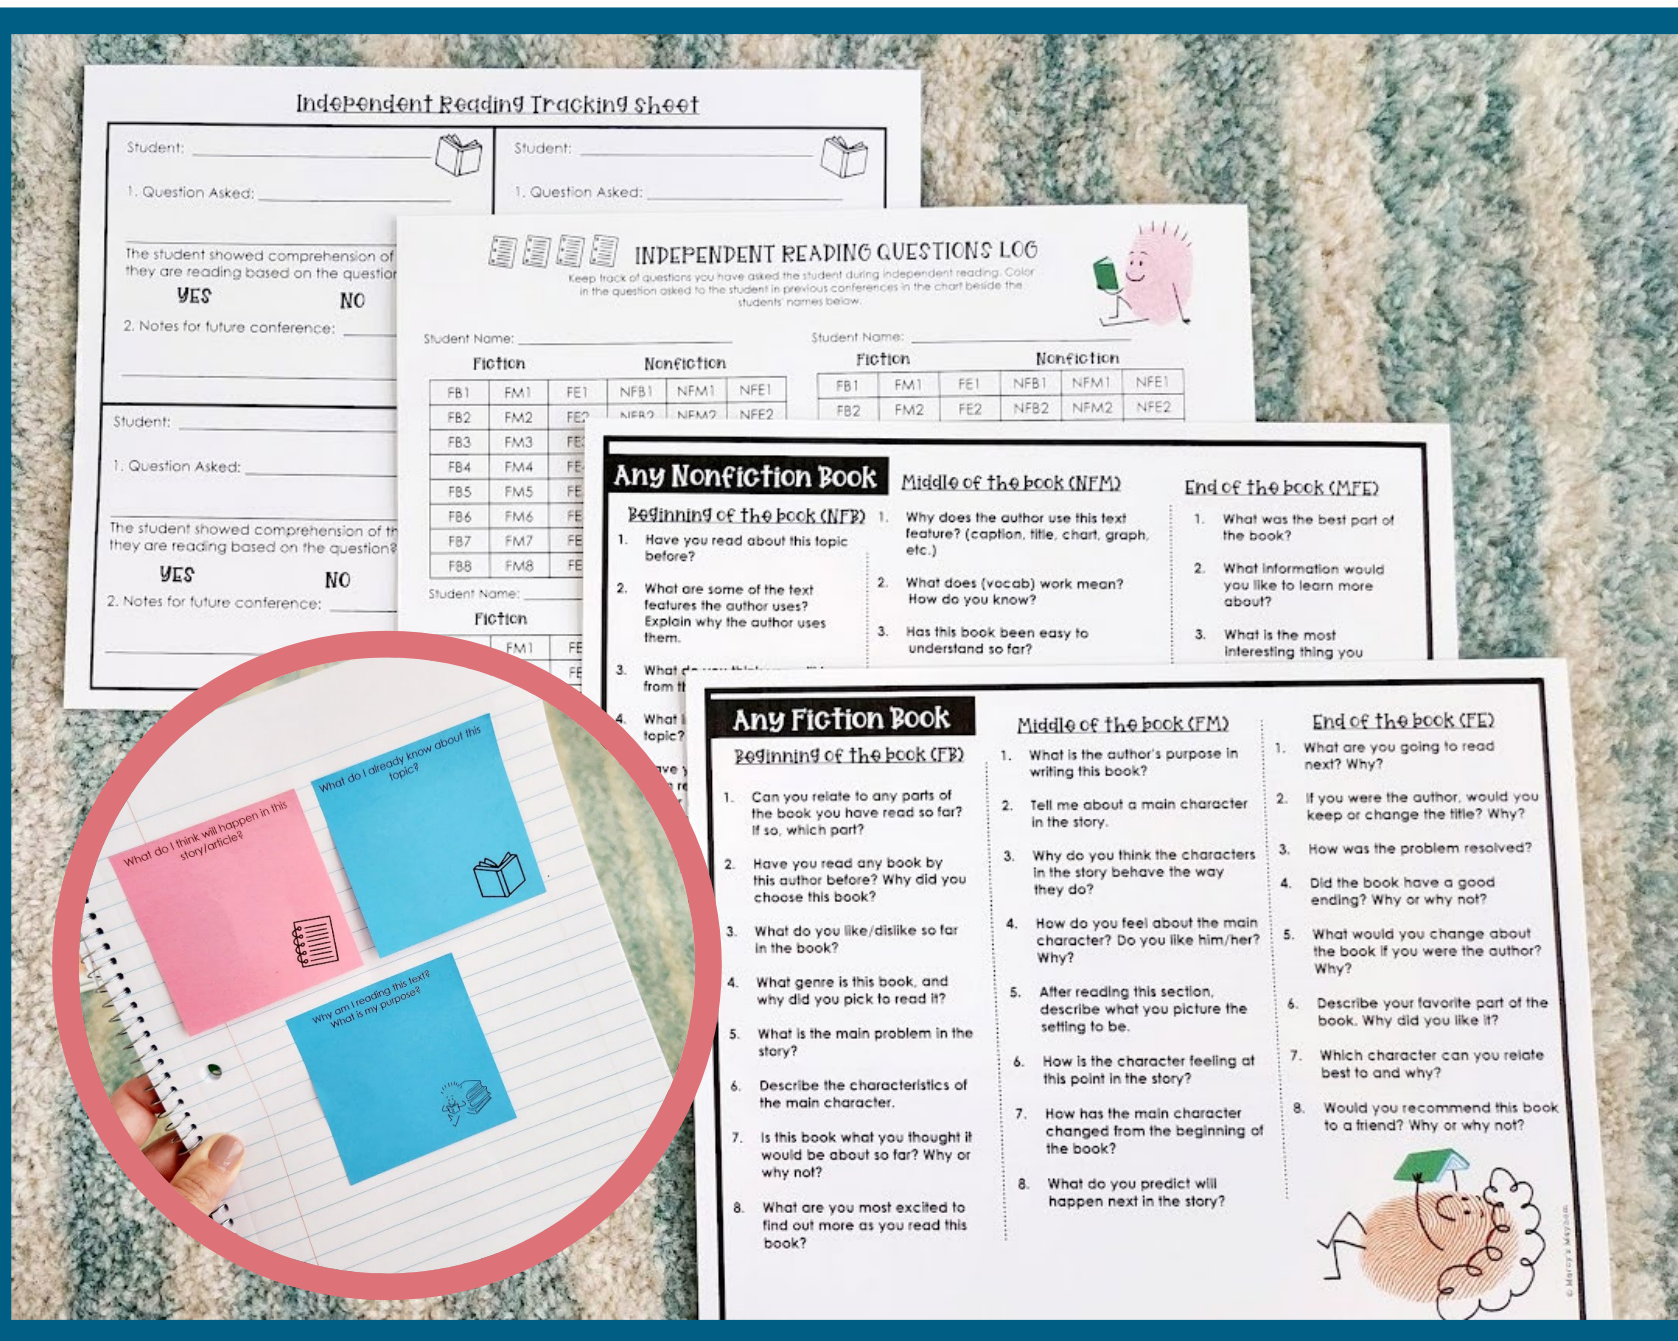 Independent Reading Tracking Sheet
Student:
1. Question Asked:
The student showed comprehension of
they are reading based on the question
YES NO
2. Notes for future conference:
Student:
1. Question Asked:
Student:
1. Question Asked:
The student showed comprehension of th
they are reading based on the question?
YES NO
2. Notes for future conference:
INDEPENDENT READING QUESTIONS LOG
Keep track of questions you have asked the student during independent reading. Color
in the question asked to the student in previous conferences in the chart beside the
students' names below.
Student Name:
Fiction Nonfiction
FB1 FM1 FE1 NFB1 NFM1 NFE1
FB2 FM2 FE2 NFB2 NFM2 NFE2
FB3 FM3 FE
FB4 FM4 FE
FB5 FM5 FE
FB6 FM6 FE
FB7 FM7 FE
FB8 FM8 FE
Student Name:
Fiction Nonfiction
FB1 FM1 FE1 NFB1 NFM1 NFE1
FB2 FM2 FE2 NFB2 NFM2 NFE2
Student Name:
Fiction
FM1 FE
FE
Any Nonfiction Book
Beginning of the book (NFB)
1. Have you read about this topic
before?
2. What are some of the text
features the author uses?
Explain why the author uses
them.
3. What do you think
from th
4. What
topic?
Middle of the book (NFM)
1. Why does the author use this text
feature? (caption, title, chart, graph,
etc.)
2. What does (vocab) work mean?
How do you know?
3. Has this book been easy to
understand so far?
End of the book (MFE)
1. What was the best part of
the book?
2. What information would
you like to learn more
about?
3. What is the most
interesting thing you
Any Fiction Book
Beginning of the book (FB)
1. Can you relate to any parts of
the book you have read so far?
If so, which part?
2. Have you read any book by
this author before? Why did you
choose this book?
3. What do you like/dislike so far
in the book?
4. What genre is this book, and
why did you pick to read it?
5. What is the main problem in the
story?
6. Describe the characteristics of
the main character.
7. Is this book what you thought it
would be about so far? Why or
why not?
8. What are you most excited to
find out more as you read this
book?
Middle of the book (FM)
1. What is the author's purpose in
writing this book?
2. Tell me about a main character
in the story.
3. Why do you think the characters
in the story behave the way
they do?
4. How do you feel about the main
character? Do you like him/her?
Why?
5. After reading this section,
describe what you picture the
setting to be.
6. How is the character feeling at
this point in the story?
7. How has the main character
changed from the beginning of
the book?
8. What do you predict will
happen next in the story?
End of the book (FE)
1. What are you going to read
next? Why?
2. If you were the author, would you
keep or change the title? Why?
3. How was the problem resolved?
4. Did the book have a good
ending? Why or why not?
5. What would you change about
the book if you were the author?
Why?
6. Describe your favorite part of the
book. Why did you like it?
7. Which character can you relate
best to and why?
8. Would you recommend this book
to a friend? Why or why not?
What do I already know about this
topic?
What do I think will happen in this
story/article?
Why am I reading this text?
What is my purpose?